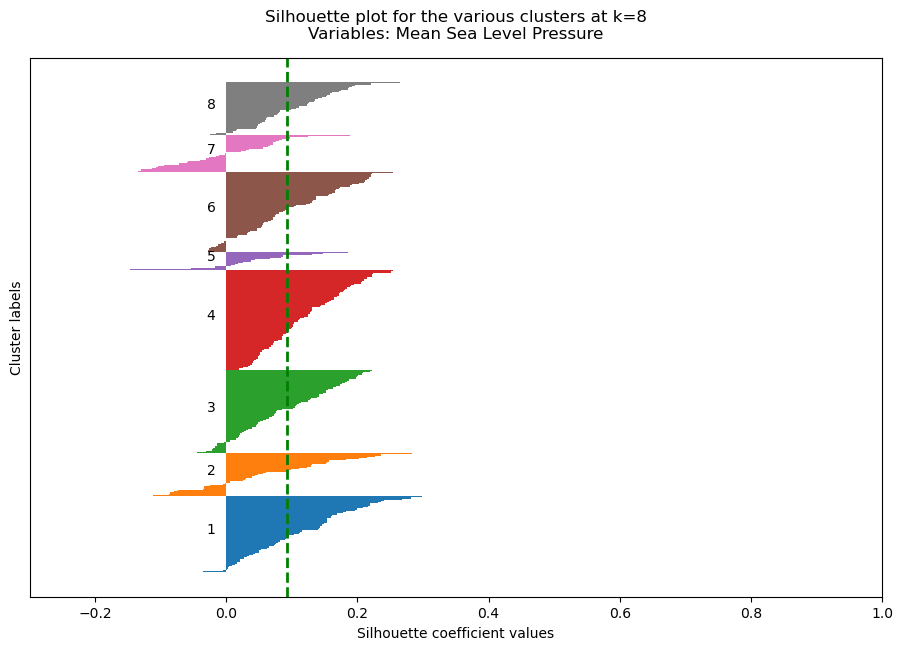 Silhouette plot for the various clusters at k=8
Variables: Mean Sea Level Pressure
8
7
6
5
4
3
2
1
Cluster labels
−0.2 0.0 0.2 0.4 0.6 0.8 1.0
Silhouette coefficient values